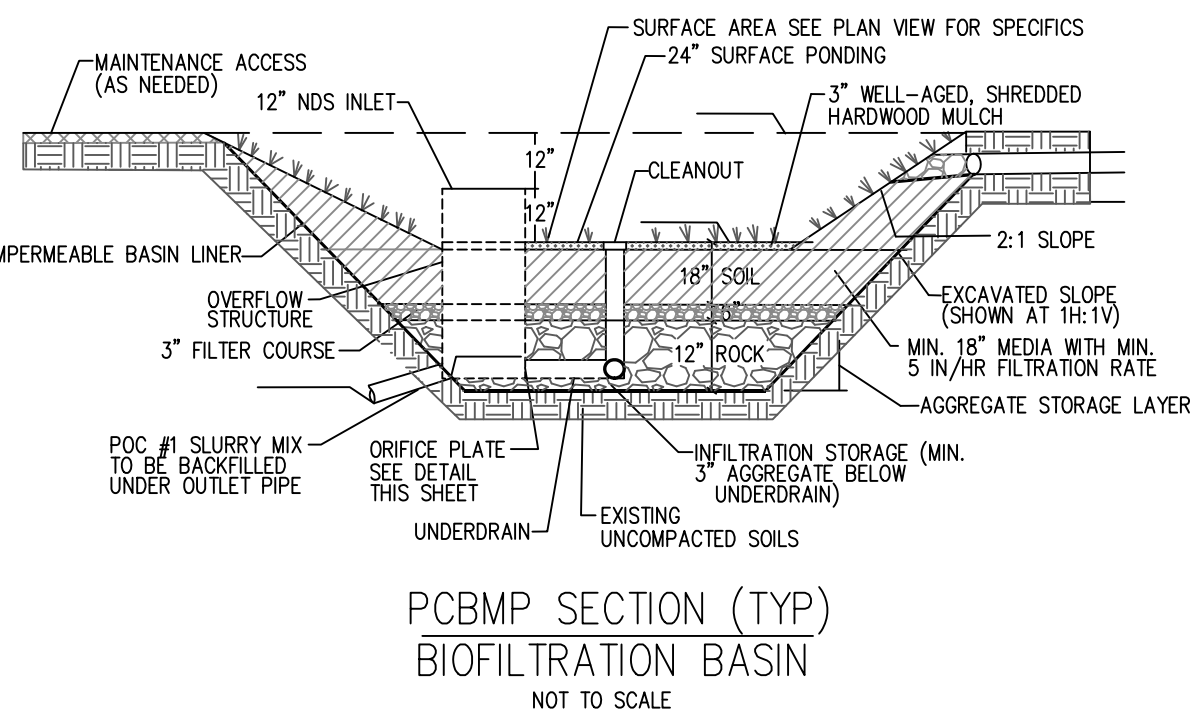 SURFACE AREA SEE PLAN VIEW FOR SPECIFICS
24" SURFACE PONDING
MAINTENANCE ACCESS
(AS NEEDED)
12" NDS INLET
3" WELL-AGED, SHREDDED
HARDWOOD MULCH
12"
CLEANOUT
12"
2:1 SLOPE
MPERMEABLE BASIN LINER
18" SOIL
OVERFLOW
STRUCTURE
EXCAVATED SLOPE
(SHOWN AT 1H:1V)
6"
3" FILTER COURSE
12" ROCK
MIN. 18" MEDIA WITH MIN.
5 IN/HR FILTRATION RATE
AGGREGATE STORAGE LAYER
POC #1 SLURRY MIX
TO BE BACKFILLED
UNDER OUTLET PIPE
ORIFICE PLATE
SEE DETAIL
THIS SHEET
INFILTRATION STORAGE (MIN.
3" AGGREGATE BELOW
UNDERDRAIN)
UNDERDRAIN
EXISTING
UNCOMPACTED SOILS
PCBMP SECTION (TYP)
BIOFILTRATION BASIN
NOT TO SCALE